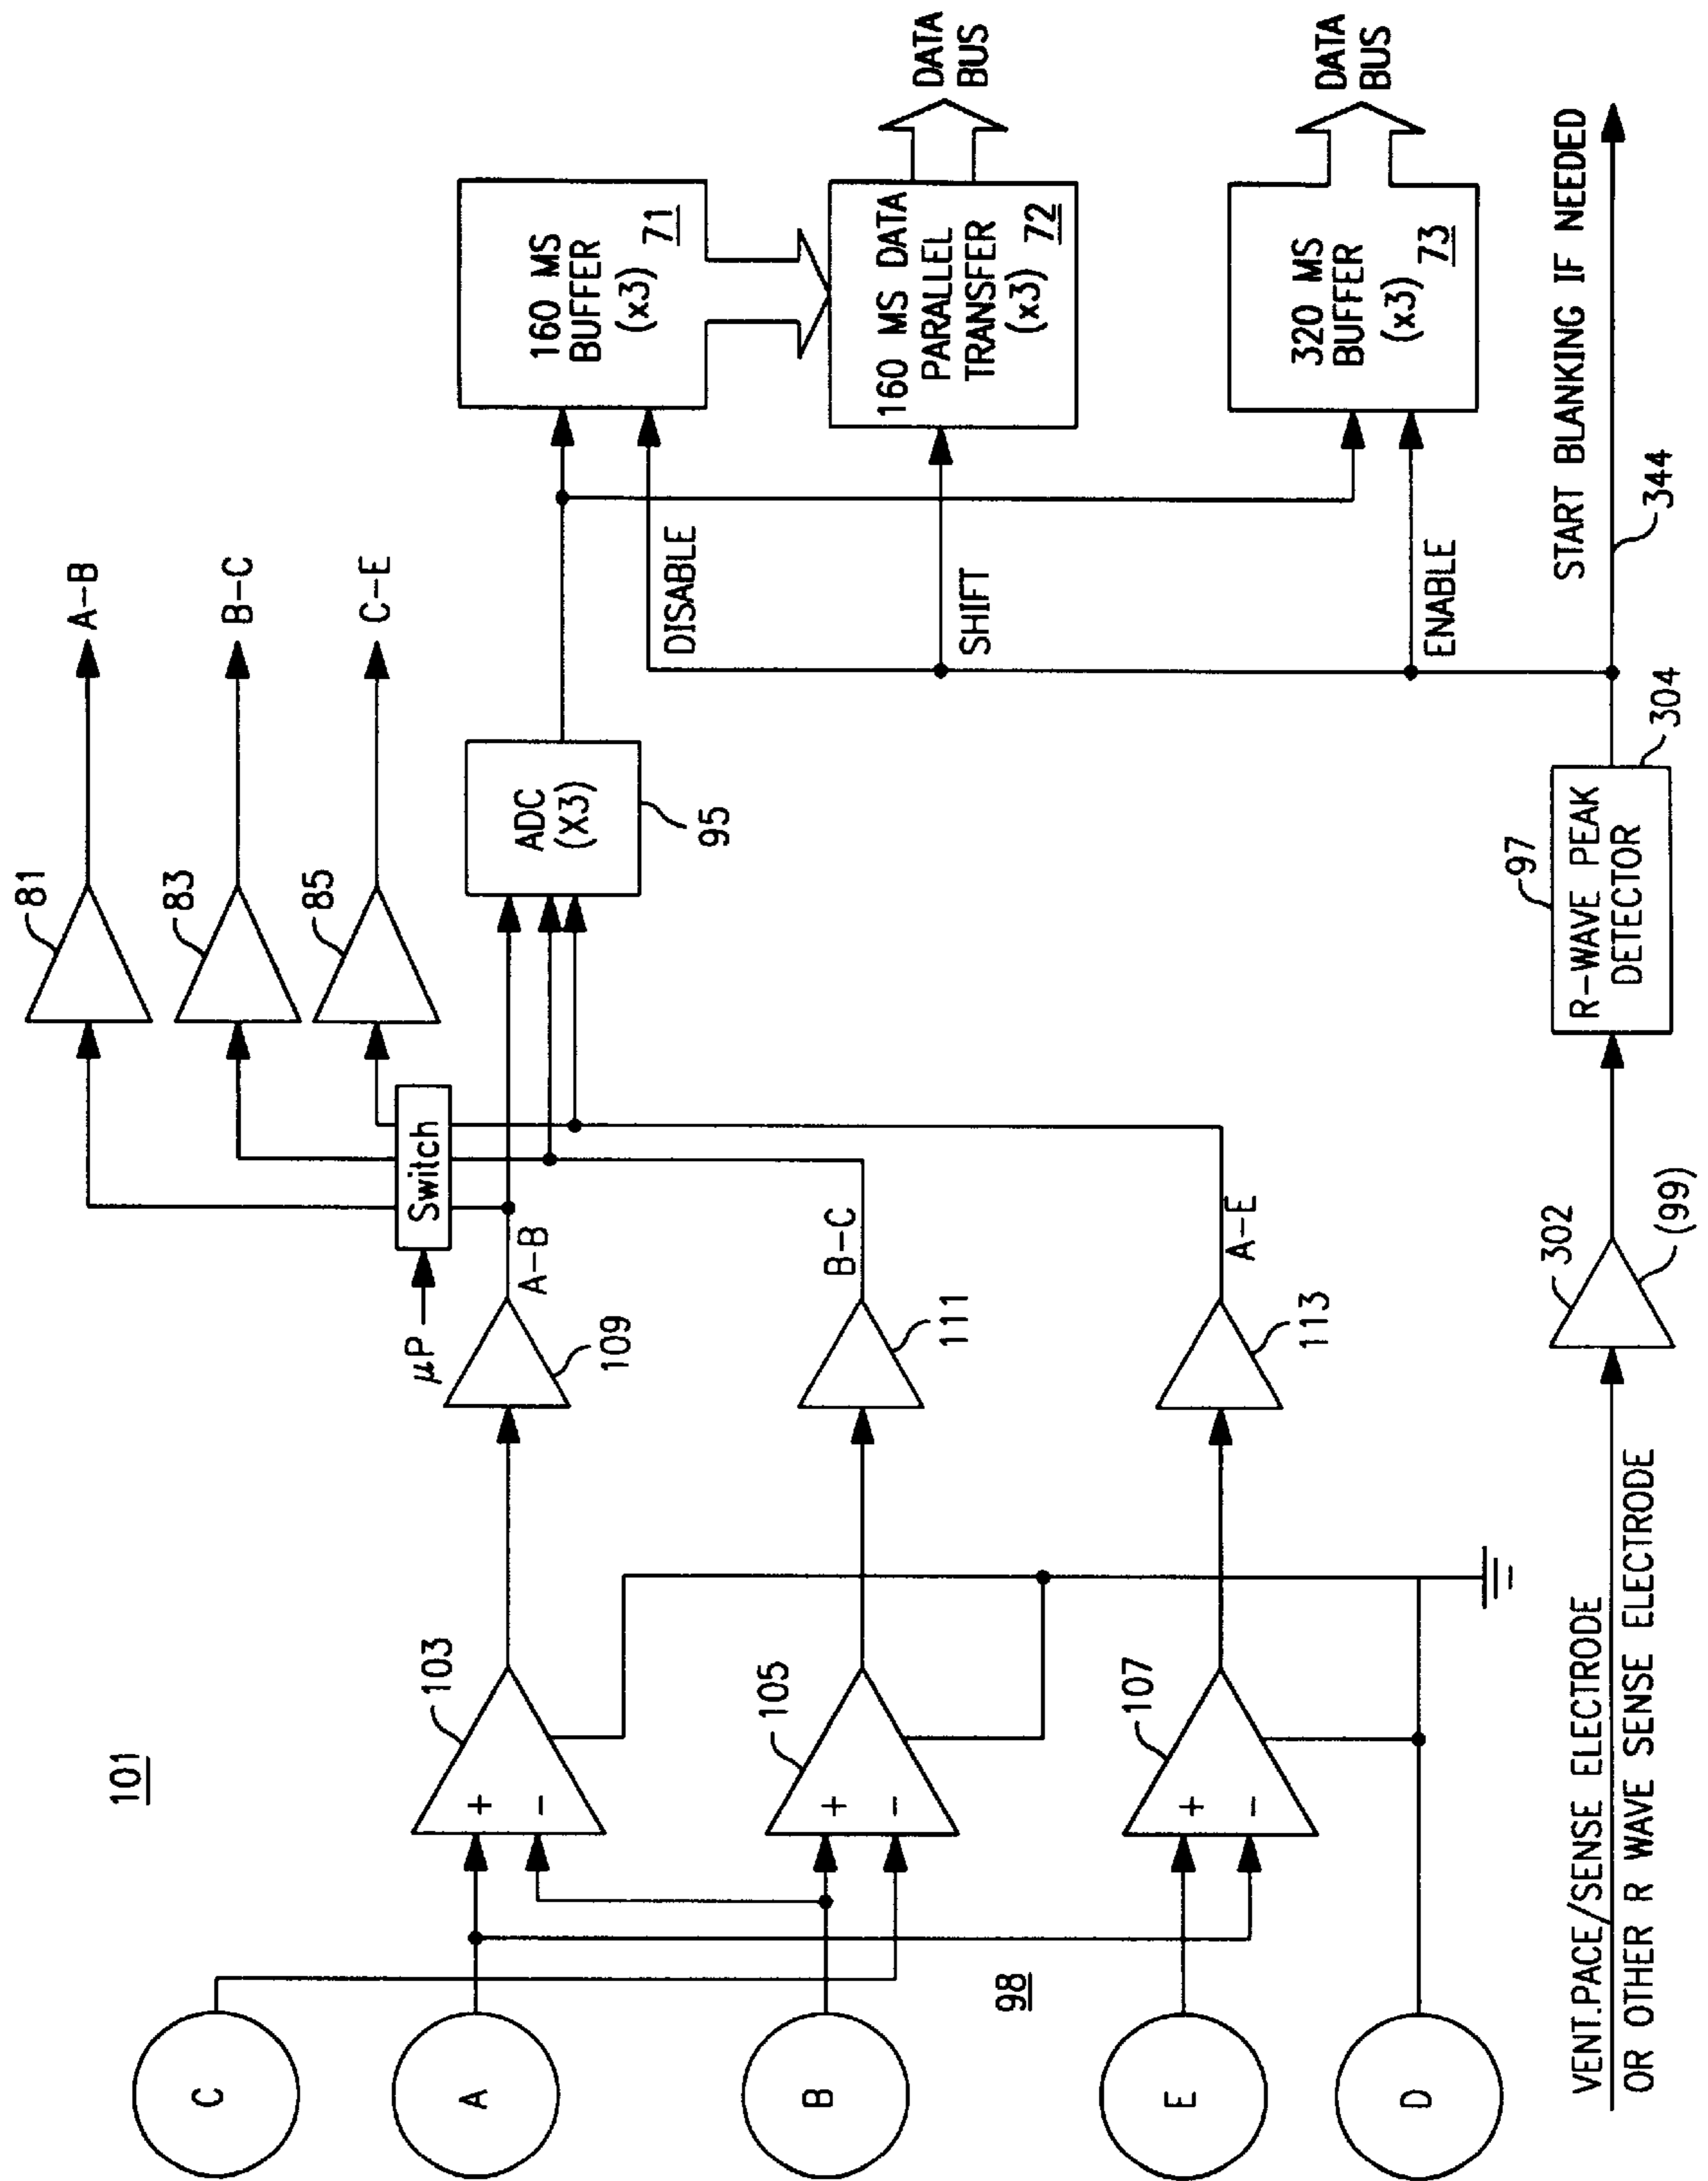 101
C
A
B
98
E
D
+
-
103
+
-
105
+
-
107
109
111
113
A-B
B-C
A-E
μP
Switch
81
83
85
A-B
B-C
C-E
ADC
(X3)
95
DISABLE
SHIFT
ENABLE
160 MS
BUFFER
(x3) 71
160 MS DATA
PARALLEL
TRANSFER
(x3) 72
DATA
BUS
320 MS
BUFFER
(x3) 73
DATA
BUS
VENT.PACE/SENSE ELECTRODE
OR OTHER R WAVE SENSE ELECTRODE
302
(99)
97
R-WAVE PEAK
DETECTOR
304
START BLANKING IF NEEDED
344